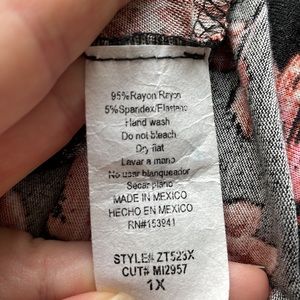 95%Rayon Rayon
5%Spandex/Elastano
Hand wash
Do not bleach
Dry flat
Lavar a mano
No usar blanqueador
Secar plano
MADE IN MEXICO
HECHO EN MEXICO
RN#153941
STYLE# ZT523X
CUT# MI2957
1X